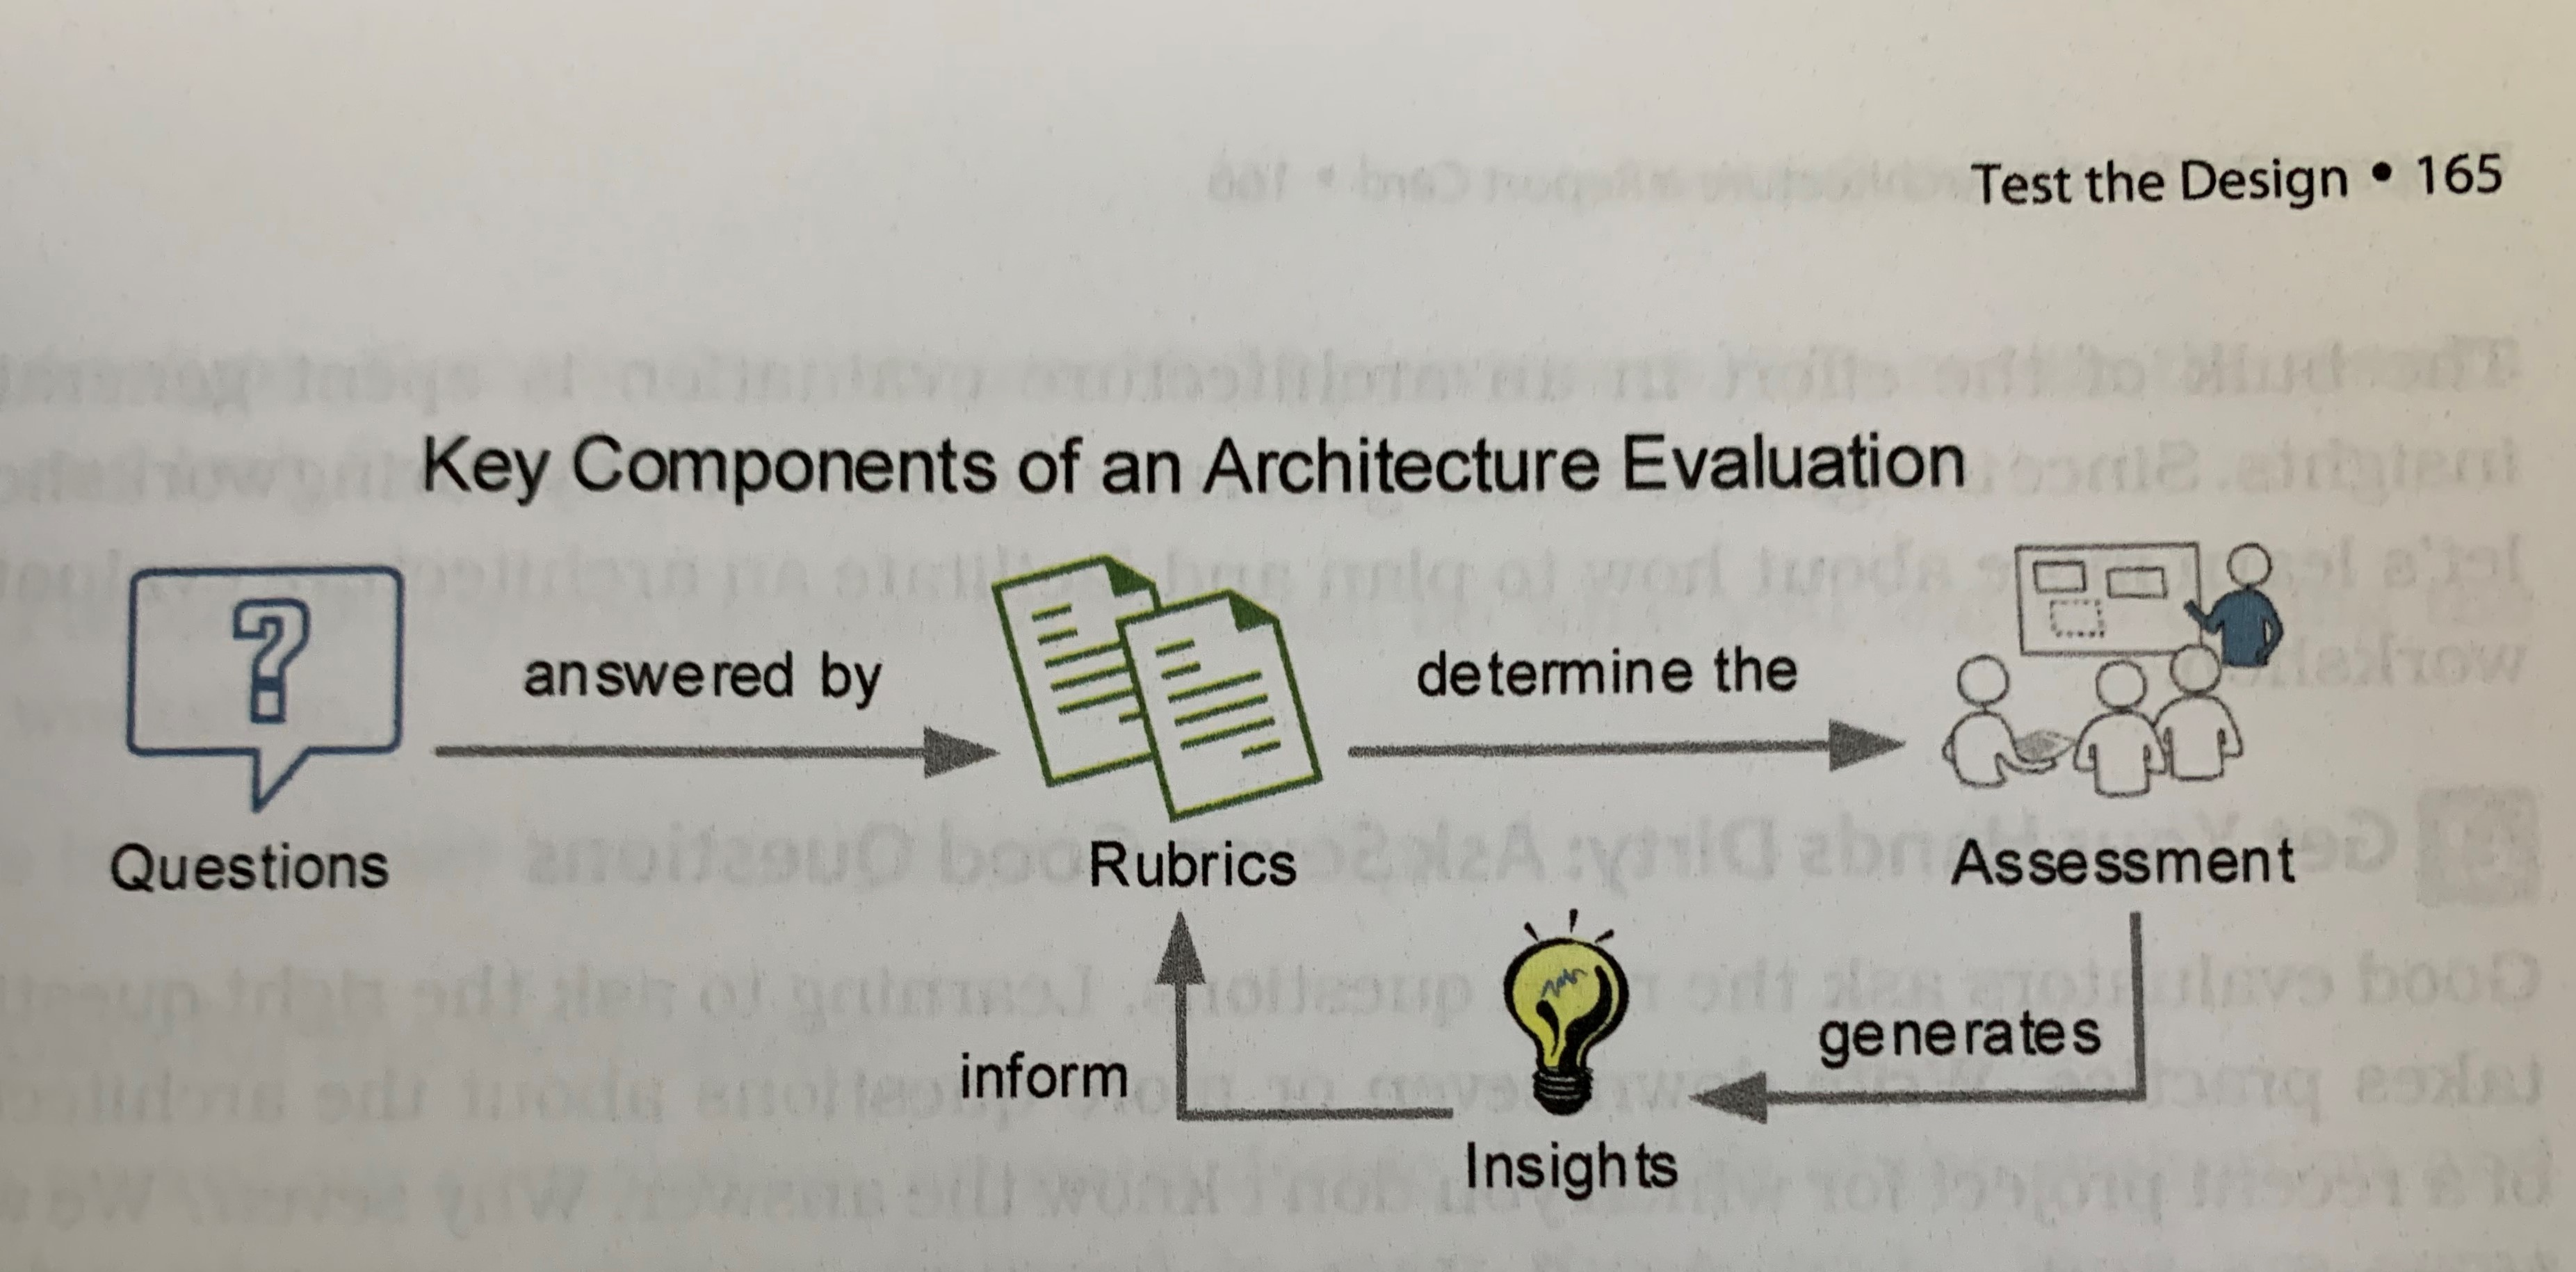 Test the Design • 165
Key Components of an Architecture Evaluation
answered by
determine the
Questions
Rubrics
Assessment
generates
inform
Insights